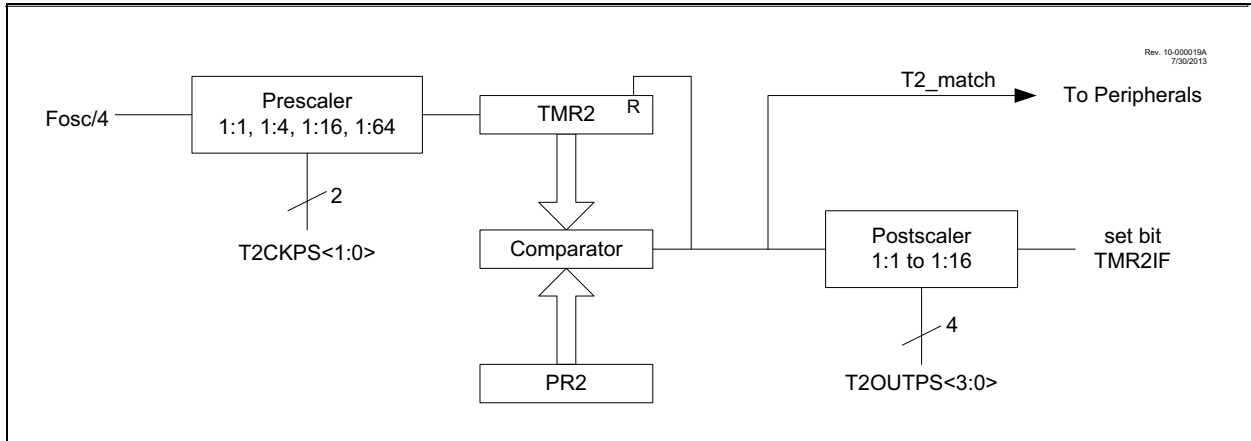 Rev. 10-000019A
7/30/2013
T2_match
To Peripherals
Fosc/4
Prescaler
1:1, 1:4, 1:16, 1:64
TMR2
R
2
T2CKPS<1:0>
Comparator
Postscaler
1:1 to 1:16
set bit
TMR2IF
4
PR2
T2OUTPS<3:0>